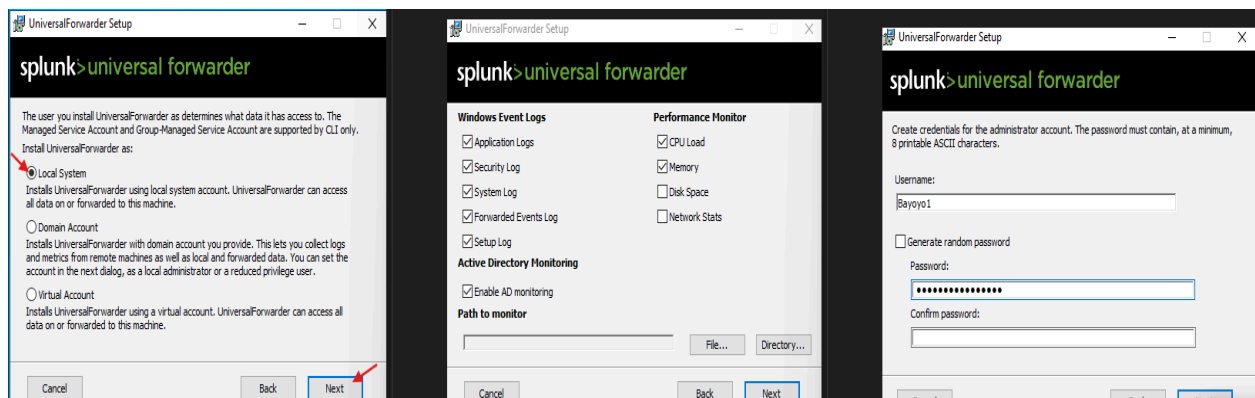 UniversalForwarder Setup
splunk>universal forwarder
The user you install UniversalForwarder as determines what data it has access to. The
Managed Service Account and Group-Managed Service Account are supported by CLI only.
Install UniversalForwarder as:
Local System
Installs UniversalForwarder using local system account. UniversalForwarder can access
all data on or forwarded to this machine.
Domain Account
Installs UniversalForwarder with domain account you provide. This lets you collect logs
and metrics from remote machines as well as local and forwarded data. You can set the
account in the next dialog, as a local administrator or a reduced privilege user.
Virtual Account
Installs UniversalForwarder using a virtual account. UniversalForwarder can access all
data on or forwarded to this machine.
Cancel Back Next
UniversalForwarder Setup
splunk>universal forwarder
Windows Event Logs Performance Monitor
Application Logs CPU Load
Security Log Memory
System Log Disk Space
Forwarded Events Log Network Stats
Setup Log
Active Directory Monitoring
Enable AD monitoring
Path to monitor
File... Directory...
Cancel Back Next
UniversalForwarder Setup
splunk>universal forwarder
Create credentials for the administrator account. The password must contain, at a minimum,
8 printable ASCII characters.
Username:
Bayoyo1
Generate random password
Password:
Confirm password: